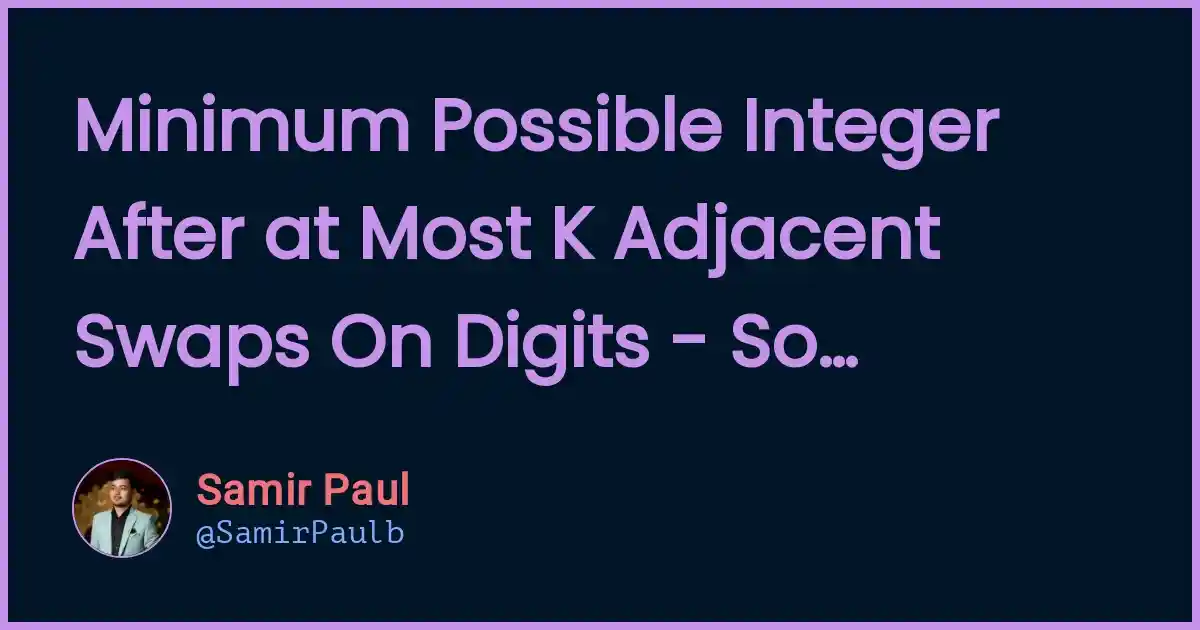 Minimum Possible Integer
After at Most K Adjacent
Swaps On Digits - So...
Samir Paul
@SamirPaulb